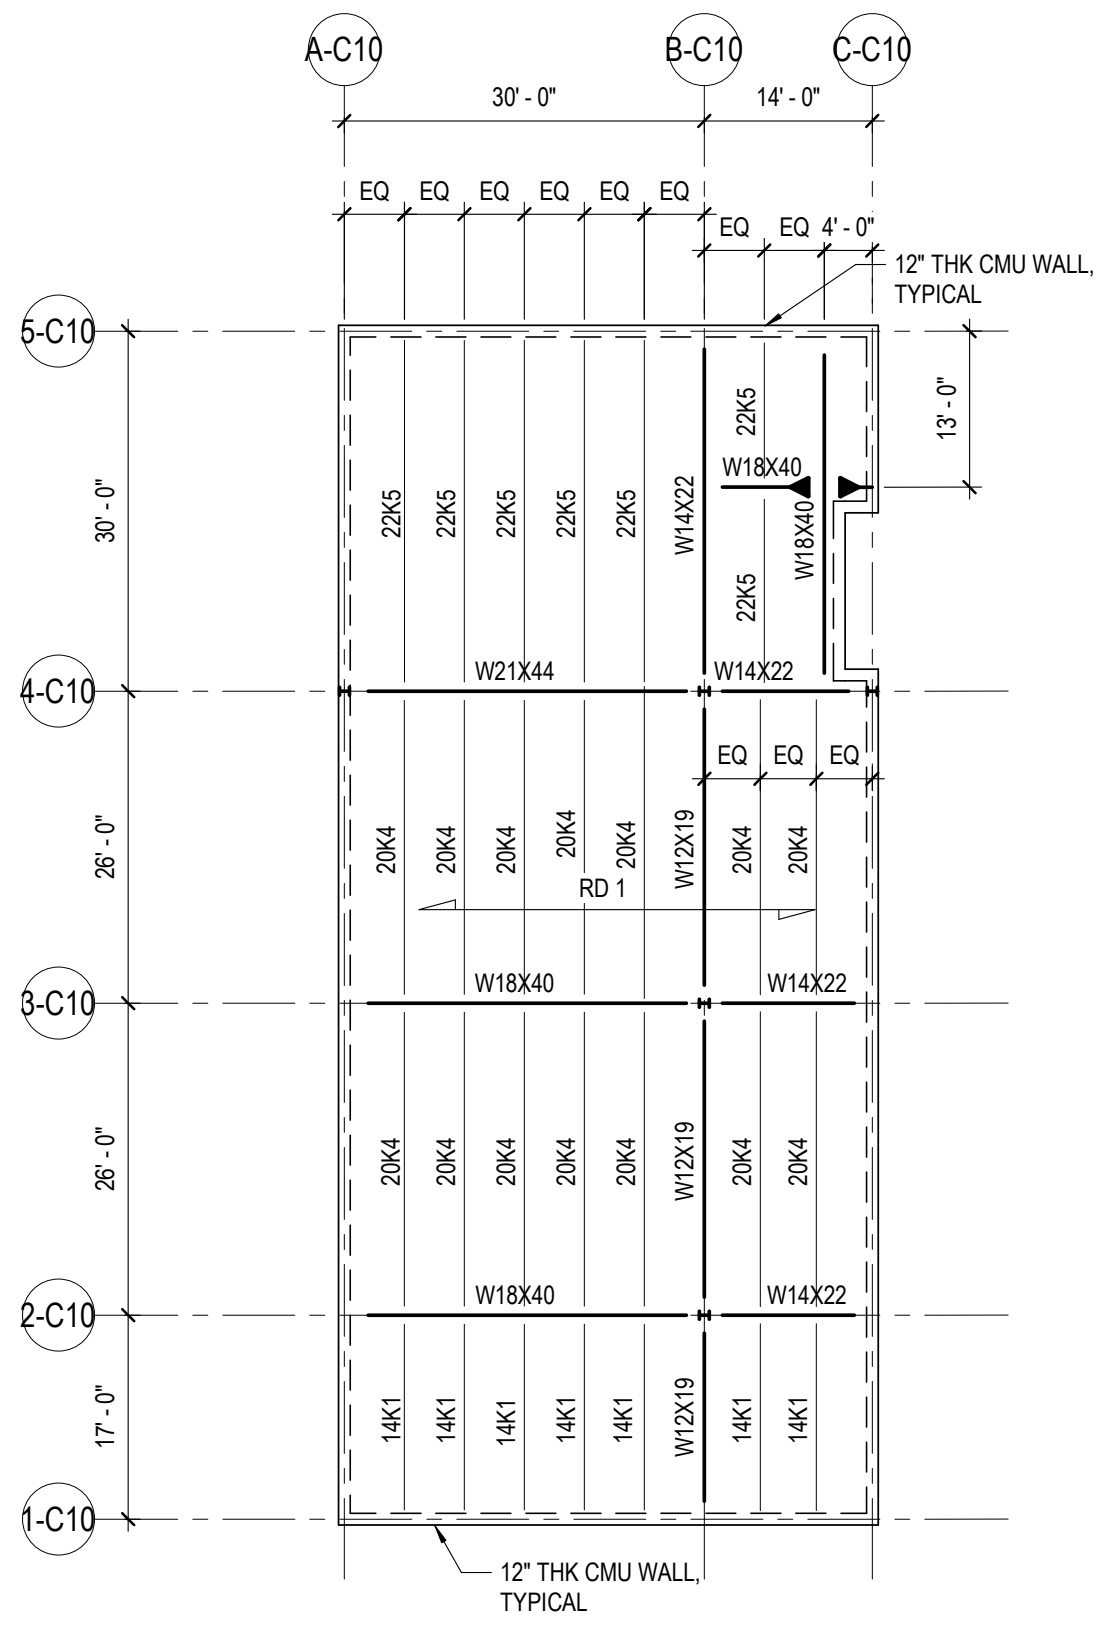 A-C10 B-C10 C-C10
30' - 0" 14' - 0"
EQ EQ EQ EQ EQ EQ
EQ EQ 4' - 0"
12" THK CMU WALL,
TYPICAL
5-C10
13' - 0"
30' - 0"
22K5 22K5 22K5 22K5 22K5
W14X22
22K5
W18X40
W18X40
22K5
W21X44 W14X22
4-C10
EQ EQ EQ
26' - 0"
20K4 20K4 20K4 20K4 20K4 W12X19 20K4 20K4
RD 1
W18X40 W14X22
3-C10
26' - 0"
20K4 20K4 20K4 20K4 20K4 W12X19 20K4 20K4
W18X40 W14X22
2-C10
17' - 0"
14K1 14K1 14K1 14K1 14K1 W12X19 14K1 14K1
1-C10
12" THK CMU WALL,
TYPICAL